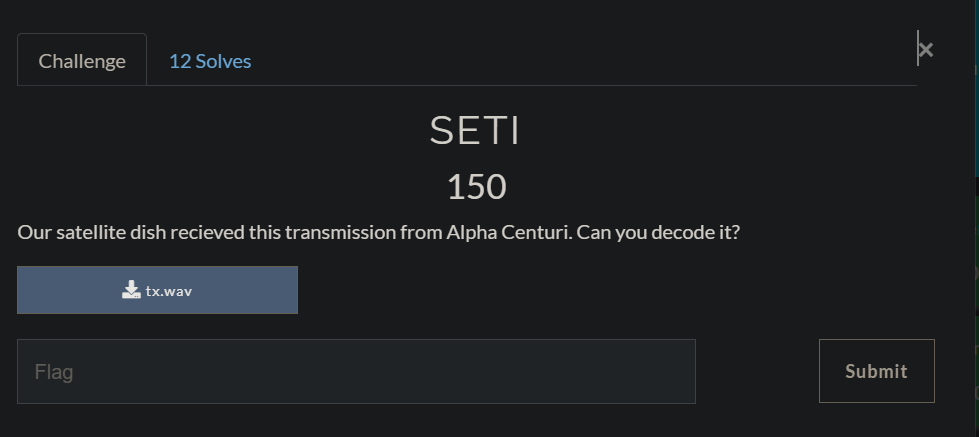 Challenge 12 Solves ×
SETI
150
Our satellite dish recieved this transmission from Alpha Centuri. Can you decode it?
tx.wav
Flag Submit